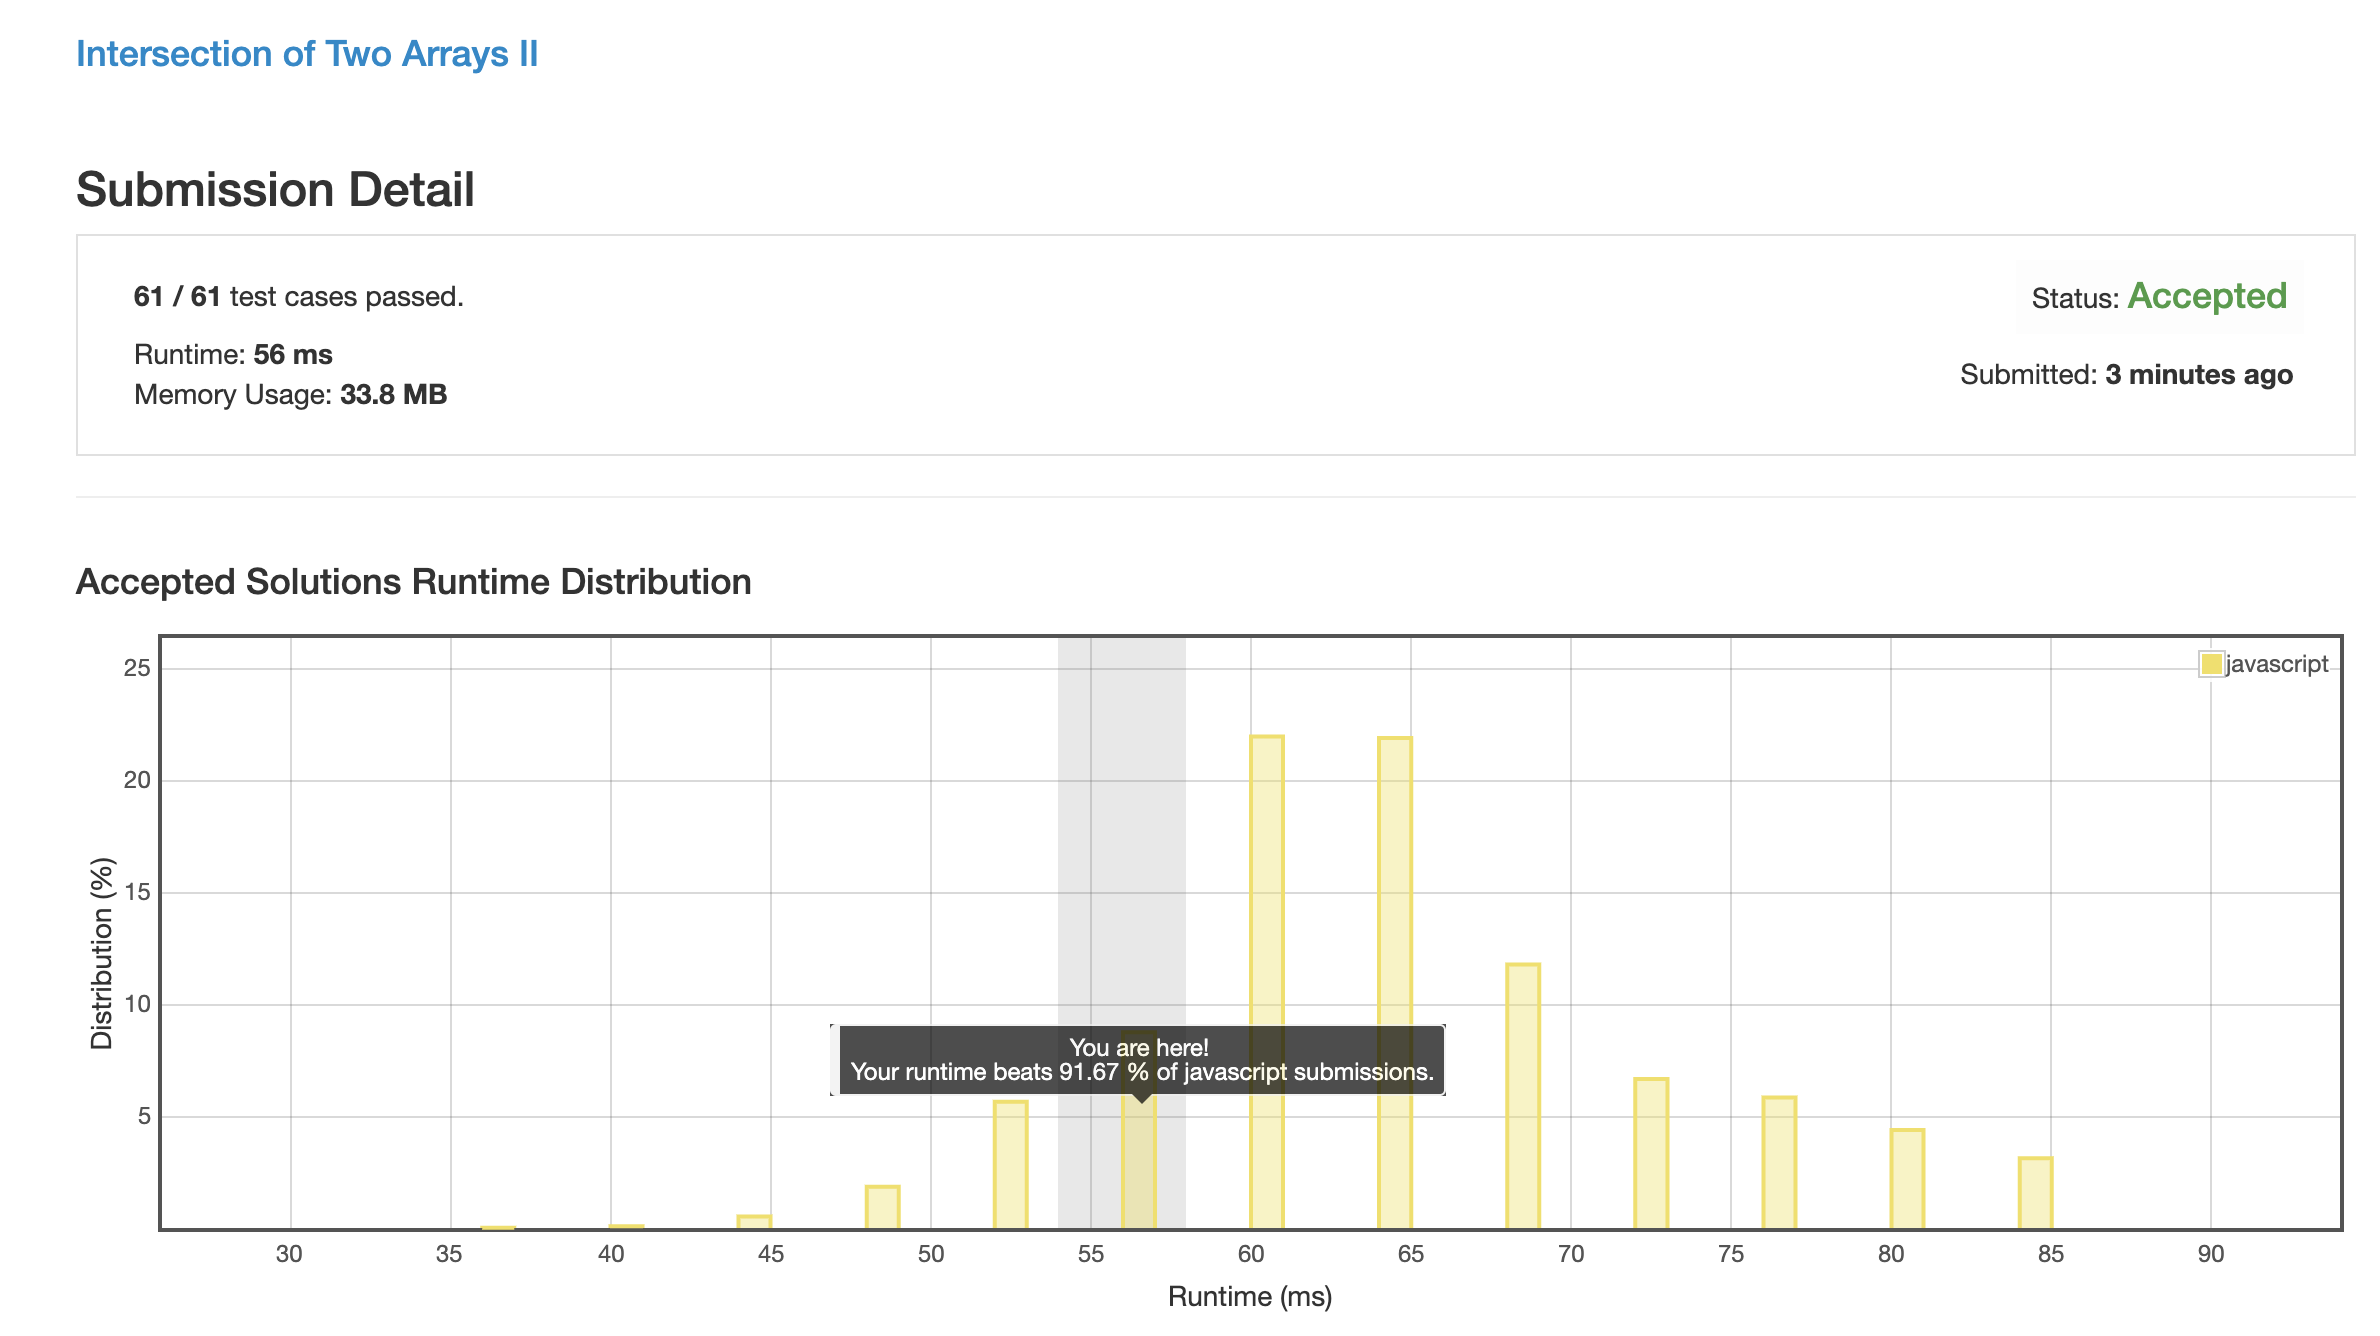 Intersection of Two Arrays II
Submission Detail
61 / 61 test cases passed.
Status: Accepted
Runtime: 56 ms
Submitted: 3 minutes ago
Memory Usage: 33.8 MB
Accepted Solutions Runtime Distribution
javascript
25
20
15
10
5
Distribution (%)
You are here!
Your runtime beats 91.67 % of javascript submissions.
30 35 40 45 50 55 60 65 70 75 80 85 90
Runtime (ms)